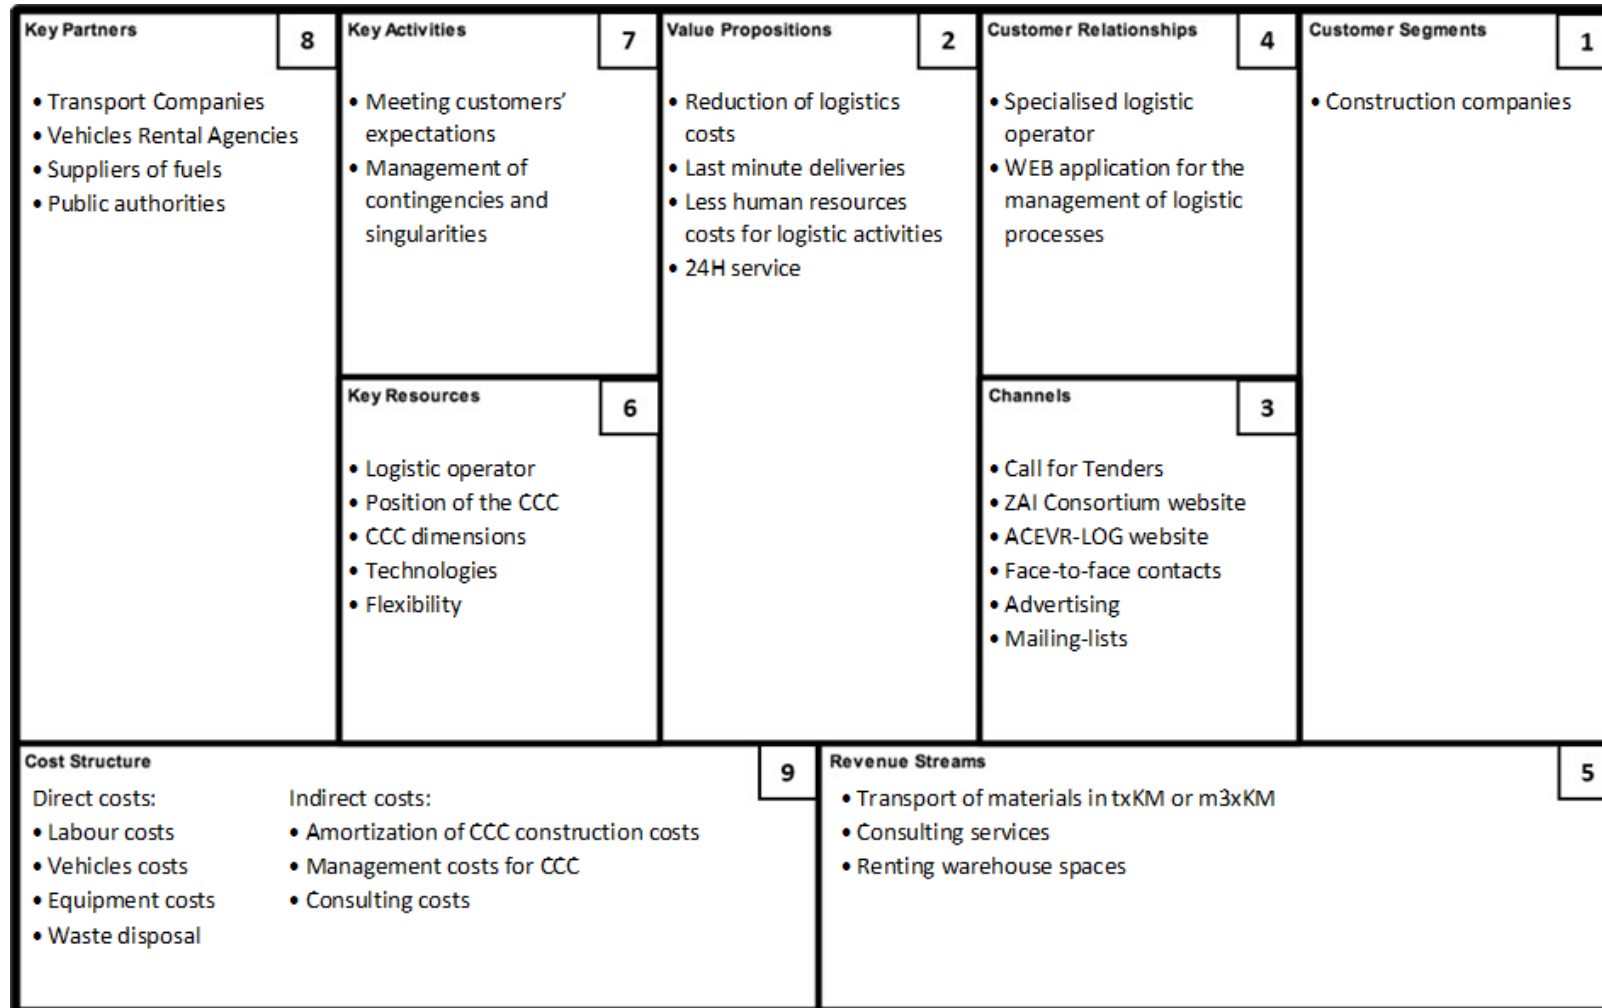 Key Partners
8
• Transport Companies
• Vehicles Rental Agencies
• Suppliers of fuels
• Public authorities
Key Activities
7
• Meeting customers’
expectations
• Management of
contingencies and
singularities
Key Resources
6
• Logistic operator
• Position of the CCC
• CCC dimensions
• Technologies
• Flexibility
Value Propositions
2
• Reduction of logistics
costs
• Last minute deliveries
• Less human resources
costs for logistic activities
• 24H service
Customer Relationships
4
• Specialised logistic
operator
• WEB application for the
management of logistic
processes
Channels
3
• Call for Tenders
• ZAI Consortium website
• ACEVR-LOG website
• Face-to-face contacts
• Advertising
• Mailing-lists
Customer Segments
1
• Construction companies
Cost Structure
9
Direct costs:
• Labour costs
• Vehicles costs
• Equipment costs
• Waste disposal
Indirect costs:
• Amortization of CCC construction costs
• Management costs for CCC
• Consulting costs
Revenue Streams
5
• Transport of materials in txKM or m3xKM
• Consulting services
• Renting warehouse spaces